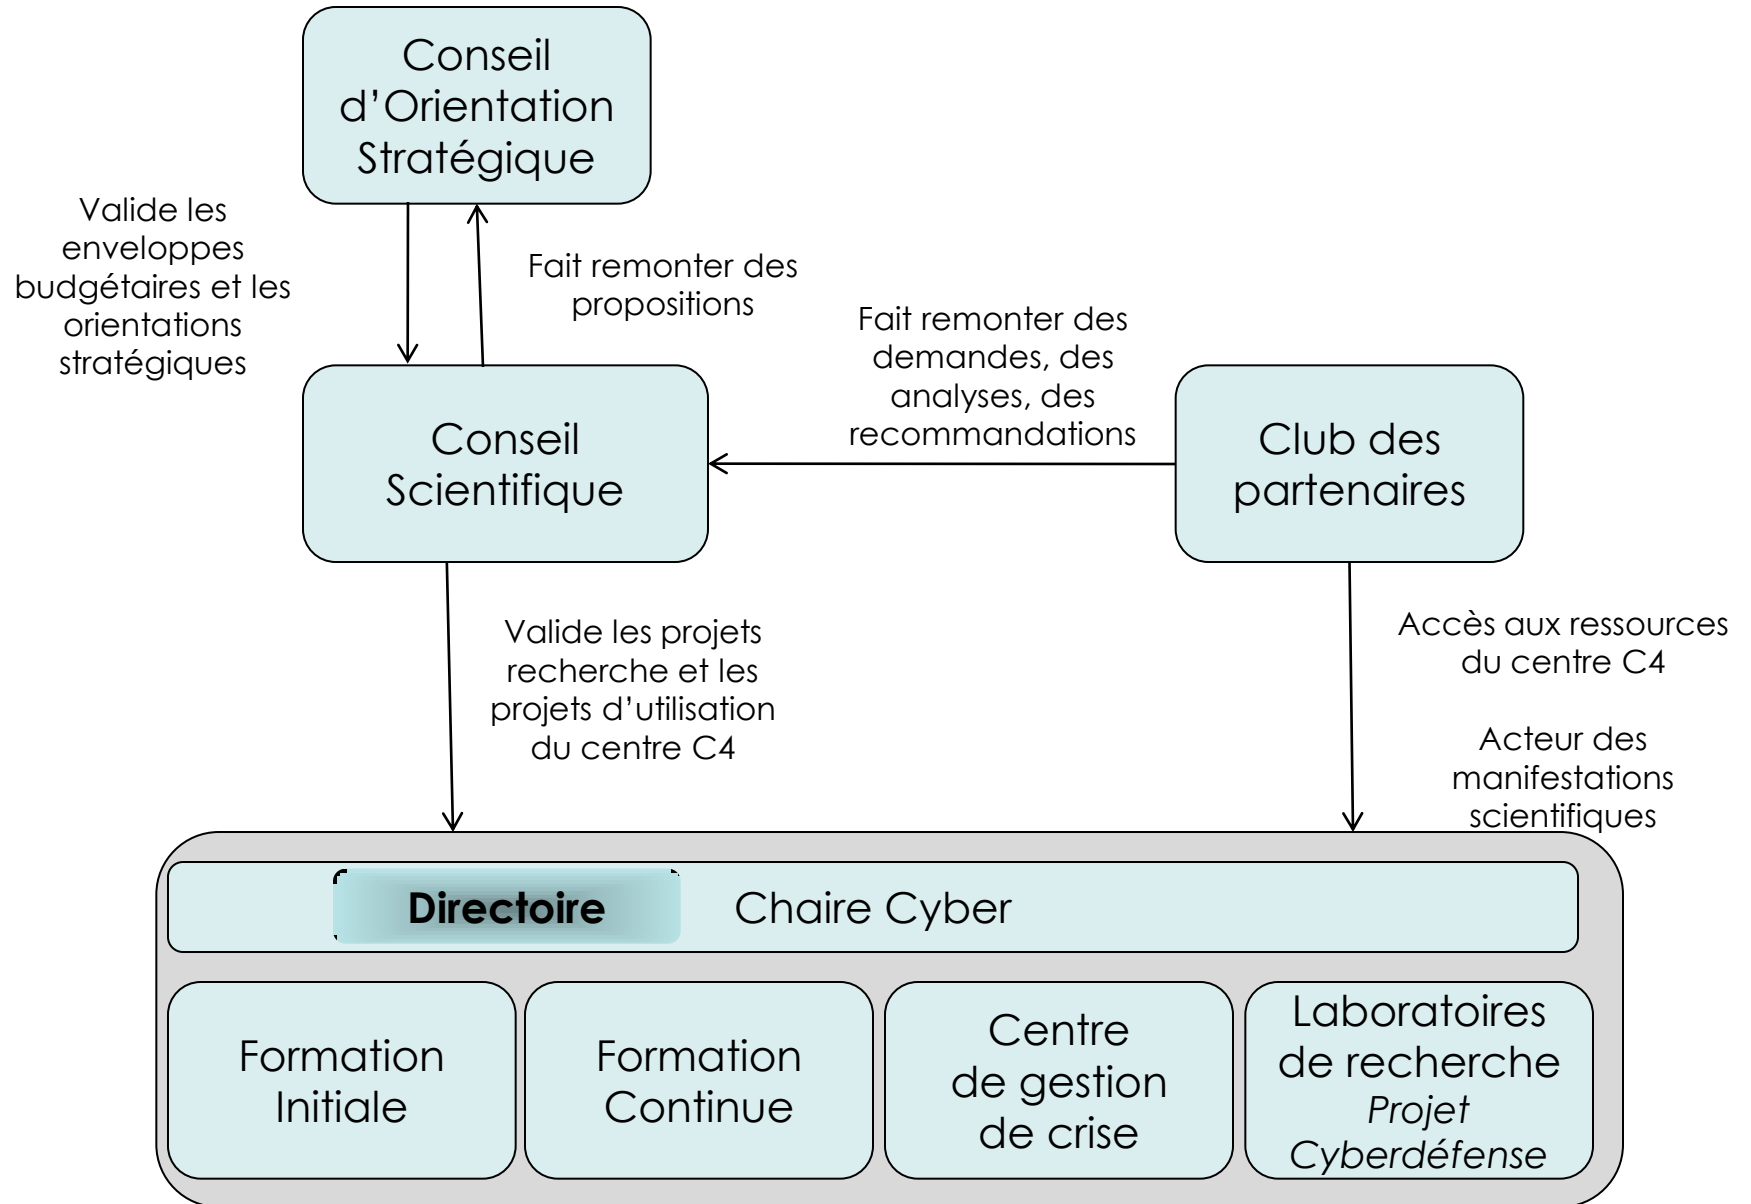 Conseil
d’Orientation
Stratégique
Valide les
enveloppes
budgétaires et les
orientations
stratégiques
Fait remonter des
propositions
Fait remonter des
demandes, des
analyses, des
recommandations
Conseil
Scientifique
Club des
partenaires
Valide les projets
recherche et les
projets d’utilisation
du centre C4
Accès aux ressources
du centre C4
Acteur des
manifestations
scientifiques
Directoire Chaire Cyber
Formation
Initiale
Formation
Continue
Centre
de gestion
de crise
Laboratoires
de recherche
Projet
Cyberdéfense